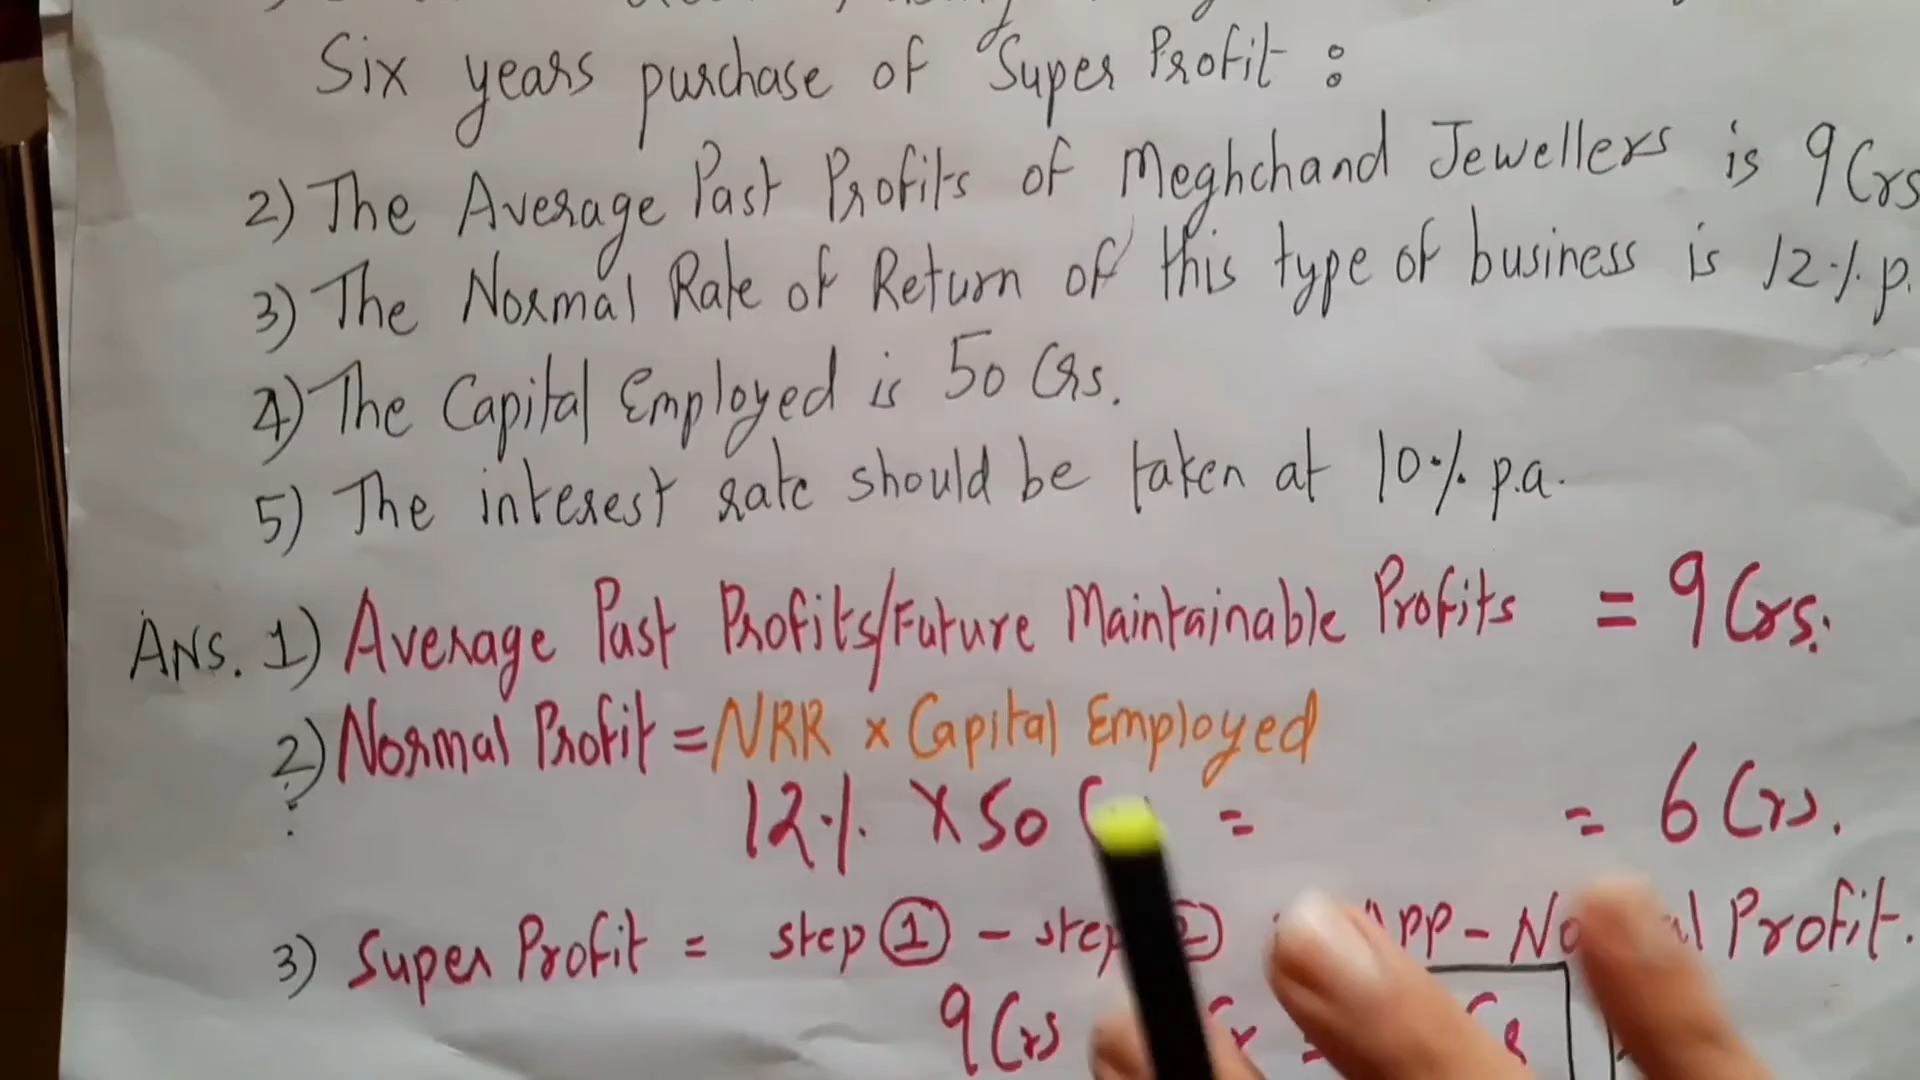 Six years purchase of Super Profit :
2) The Average Past Profits of Meghchand Jewellers is 9 Crs
3) The Normal Rate of Return of this type of business is 12% p.
4) The Capital Employed is 50 Crs.
5) The interest rate should be taken at 10% p.a.
ANS. 1) Average Past Profits/Future Maintainable Profits = 9 Crs.
2) Normal Profit = NRR x Capital Employed
12% X 50 = = 6 Crs.
3) Super Profit = step ① - step ② APP - Normal Profit.
9 Crs